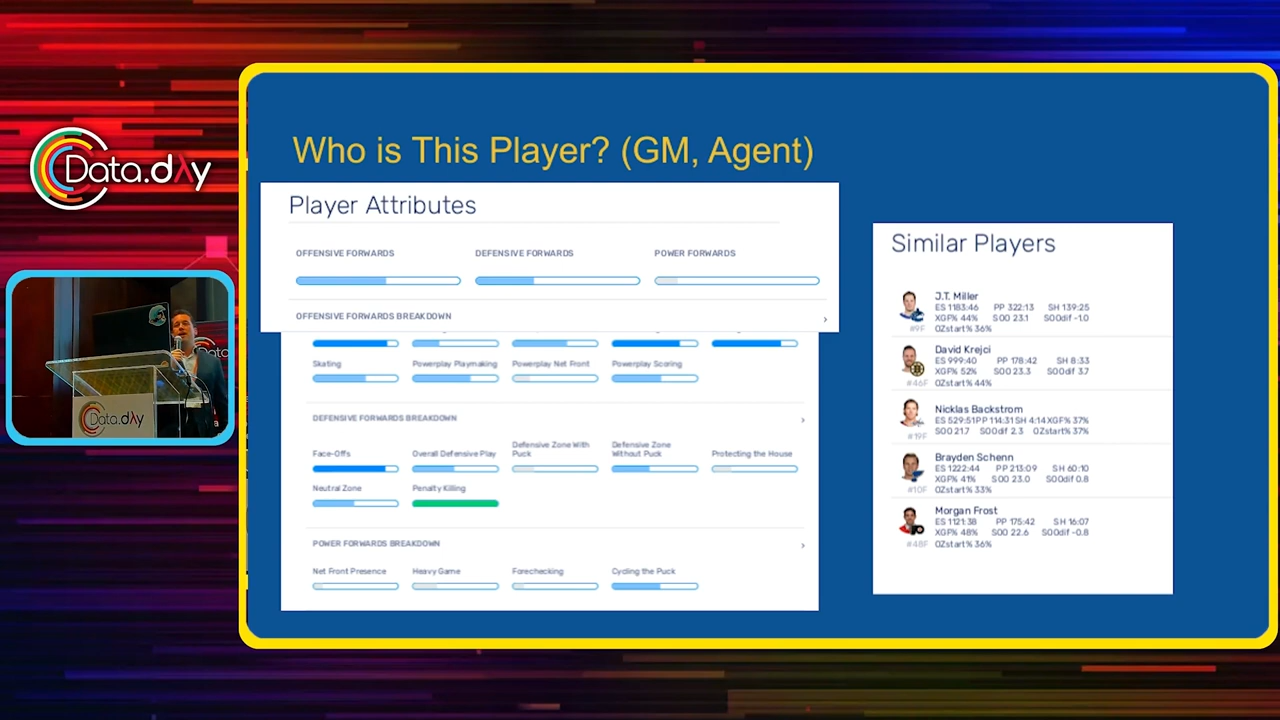 Data.dλy
Who is This Player? (GM, Agent)
Player Attributes
OFFENSIVE FORWARDS
DEFENSIVE FORWARDS
POWER FORWARDS
OFFENSIVE FORWARDS BREAKDOWN
Skating
Powerplay Playmaking
Powerplay Net Front
Powerplay Scoring
DEFENSIVE FORWARDS BREAKDOWN
Face-Offs
Overall Defensive Play
Defensive Zone With
Puck
Defensive Zone
Without Puck
Protecting the House
Neutral Zone
Penalty Killing
POWER FORWARDS BREAKDOWN
Net Front Presence
Heavy Game
Forechecking
Cycling the Puck
Similar Players
J.T. Miller
ES 1183:46 PP 322:13 SH 139:25
XGF% 44% SOO 23.1 SOOdif -1.0
#9F OZstart% 36%
David Krejci
ES 999:40 PP 178:42 SH 8:33
XGF% 52% SOO 23.3 SOOdif 3.7
#46F OZstart% 44%
Nicklas Backstrom
ES 529:51 PP 114:31 SH 4:14 XGF% 37%
#19F SOO 21.7 SOOdif 2.3 OZstart% 37%
Brayden Schenn
ES 1222:44 PP 213:09 SH 60:10
XGF% 41% SOO 23.0 SOOdif 0.8
#10F OZstart% 33%
Morgan Frost
ES 1121:38 PP 175:42 SH 16:07
XGF% 48% SOO 22.6 SOOdif -0.8
#48F OZstart% 36%
Data.dλy